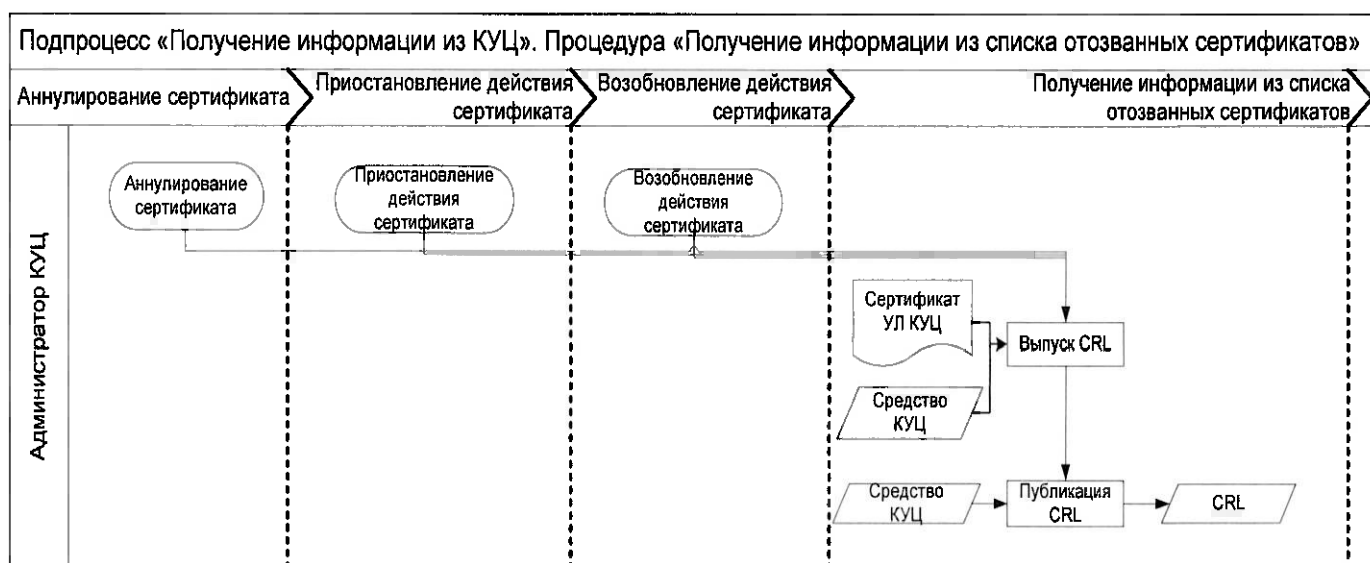 Подпроцесс «Получение информации из КУЦ». Процедура «Получение информации из списка отозванных сертификатов»
Аннулирование сертификата
Приостановление действия
сертификата
Возобновление действия
сертификата
Получение информации из списка
отозванных сертификатов
Администратор КУЦ
Аннулирование
сертификата
Приостановление
действия
сертификата
Возобновление
действия
сертификата
Сертификат
УЛ КУЦ
Выпуск CRL
Средство
КУЦ
Средство
КУЦ
Публикация
CRL
CRL